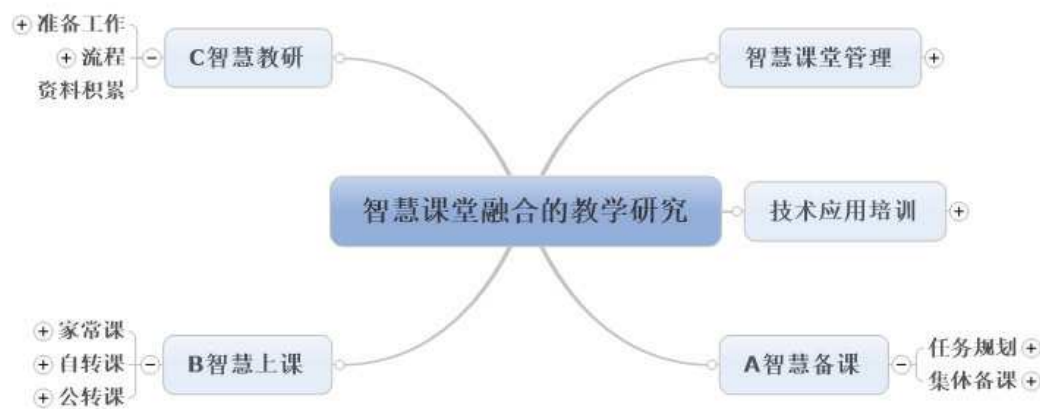 准备工作
流程
资料积累
C智慧教研
智慧课堂管理
智慧课堂融合的教学研究
技术应用培训
家常课
自转课
公转课
B智慧上课
A智慧备课
任务规划
集体备课